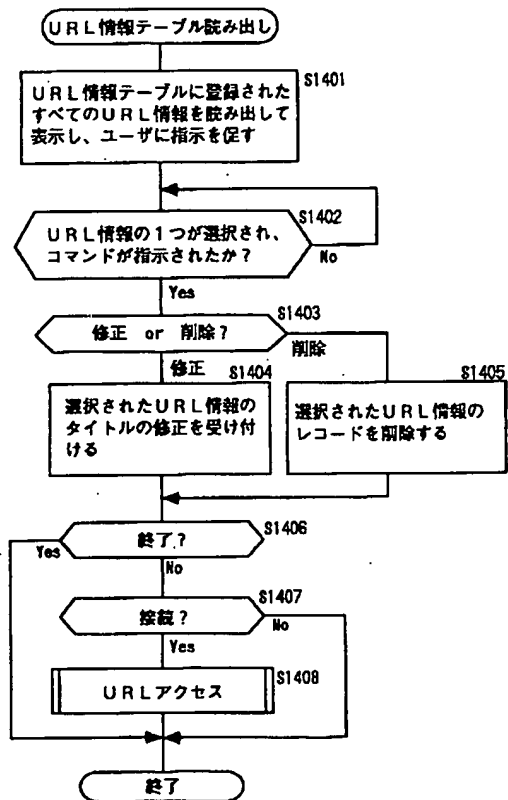 URL情報テーブル読み出し
S1401
URL情報テーブルに登録された
すべてのURL情報を読み出して
表示し、ユーザに指示を促す
S1402
URL情報の1つが選択され、
コマンドが指示されたか?
No
Yes
S1403
修正 or 削除?
削除
修正
S1404
S1405
選択されたURL情報の
タイトルの修正を受け付
ける
選択されたURL情報の
レコードを削除する
S1406
終了?
Yes
No
S1407
接続?
No
Yes
S1408
URLアクセス
終了